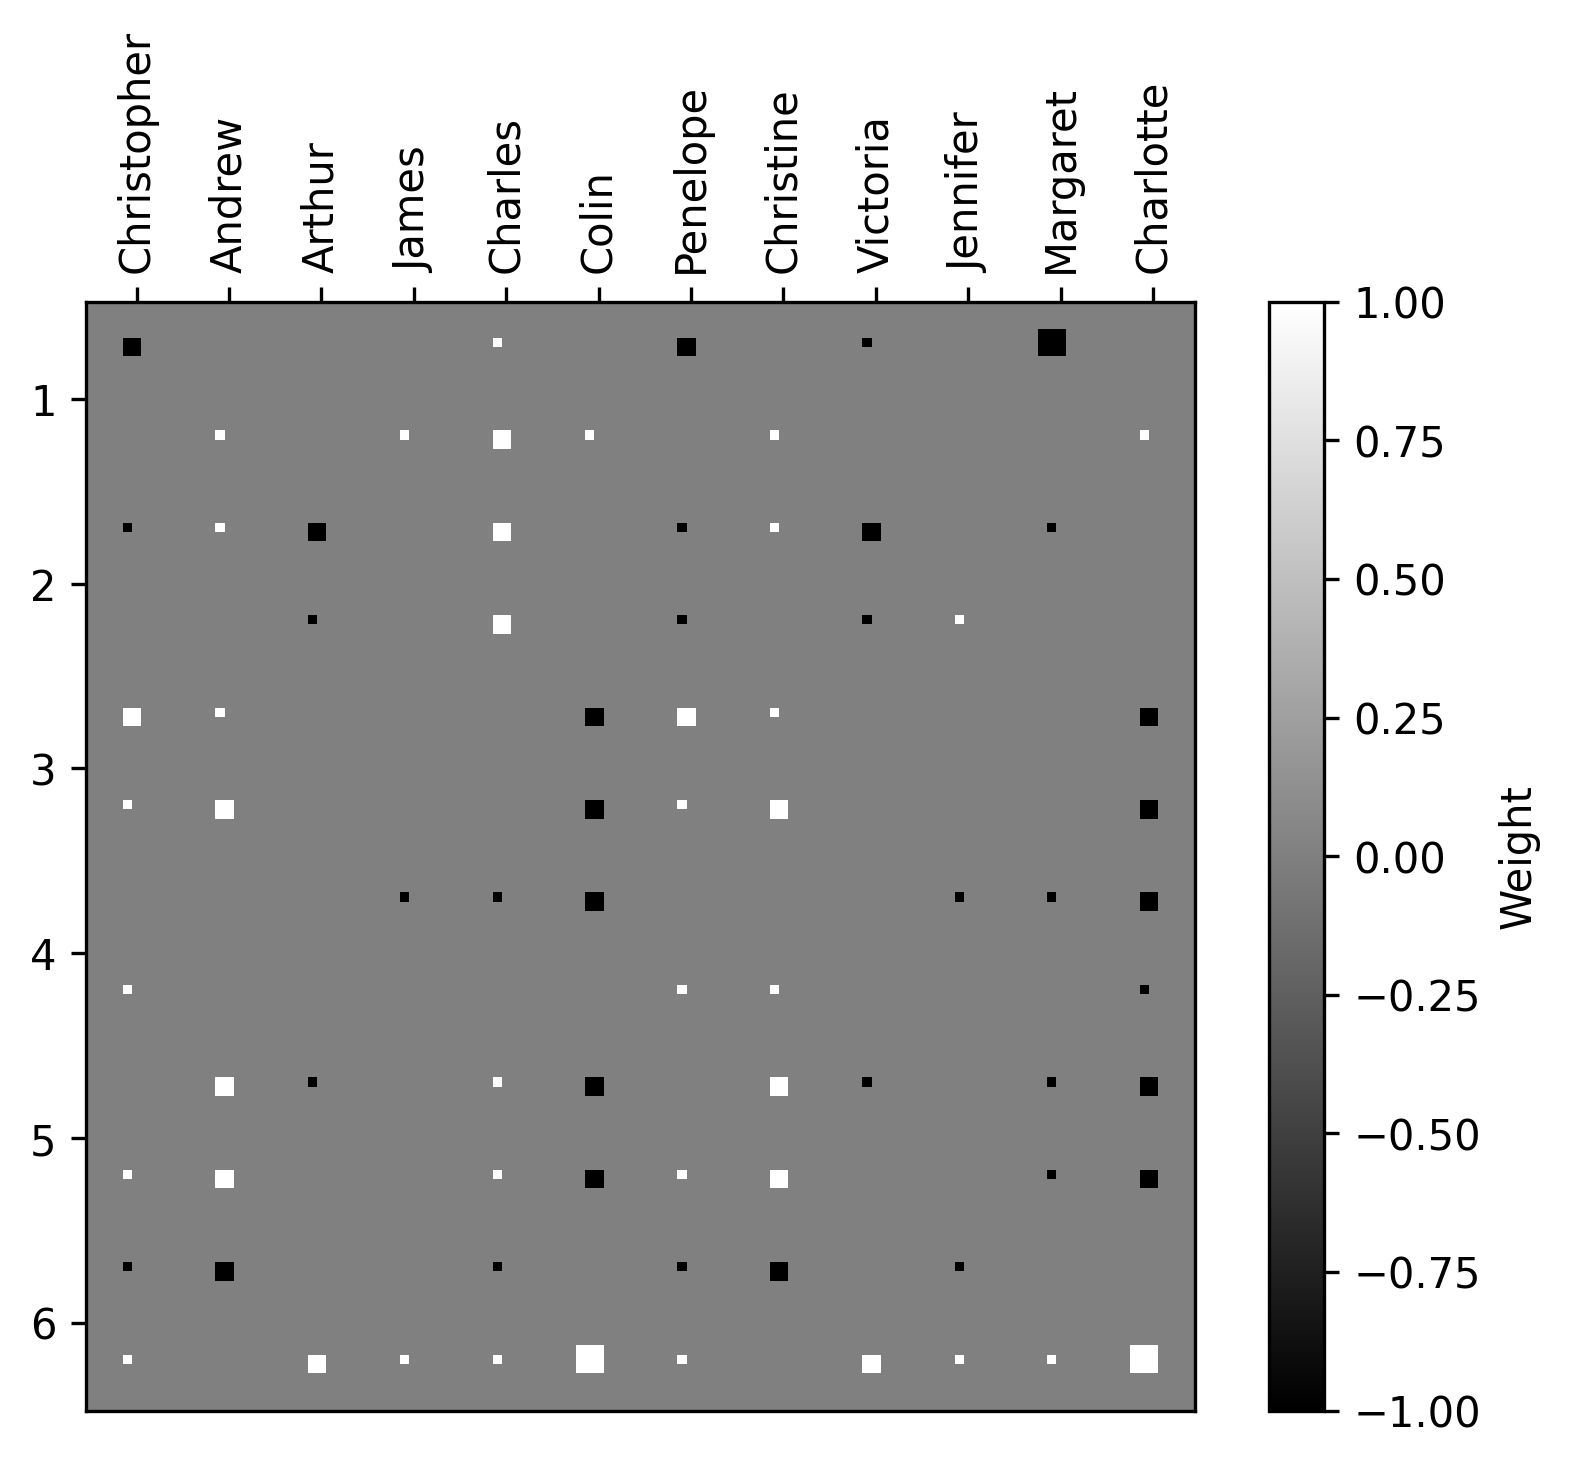 Christopher
Andrew
Arthur
James
Charles
Colin
Penelope
Christine
Victoria
Jennifer
Margaret
Charlotte
1
2
3
4
5
6
1.00
0.75
0.50
0.25
0.00
−0.25
−0.50
−0.75
−1.00
Weight